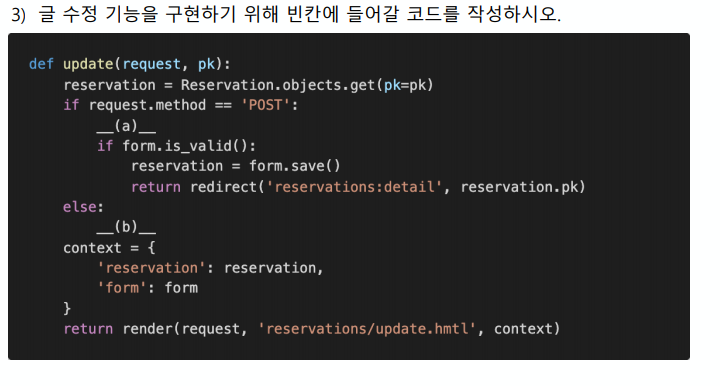 3) 글 수정 기능을 구현하기 위해 빈칸에 들어갈 코드를 작성하시오.
def update(request, pk):
    reservation = Reservation.objects.get(pk=pk)
    if request.method == 'POST':
        __(a)__
        if form.is_valid():
            reservation = form.save()
            return redirect('reservations:detail', reservation.pk)
    else:
        __(b)__
    context = {
        'reservation': reservation,
        'form': form
    }
    return render(request, 'reservations/update.hmtl', context)